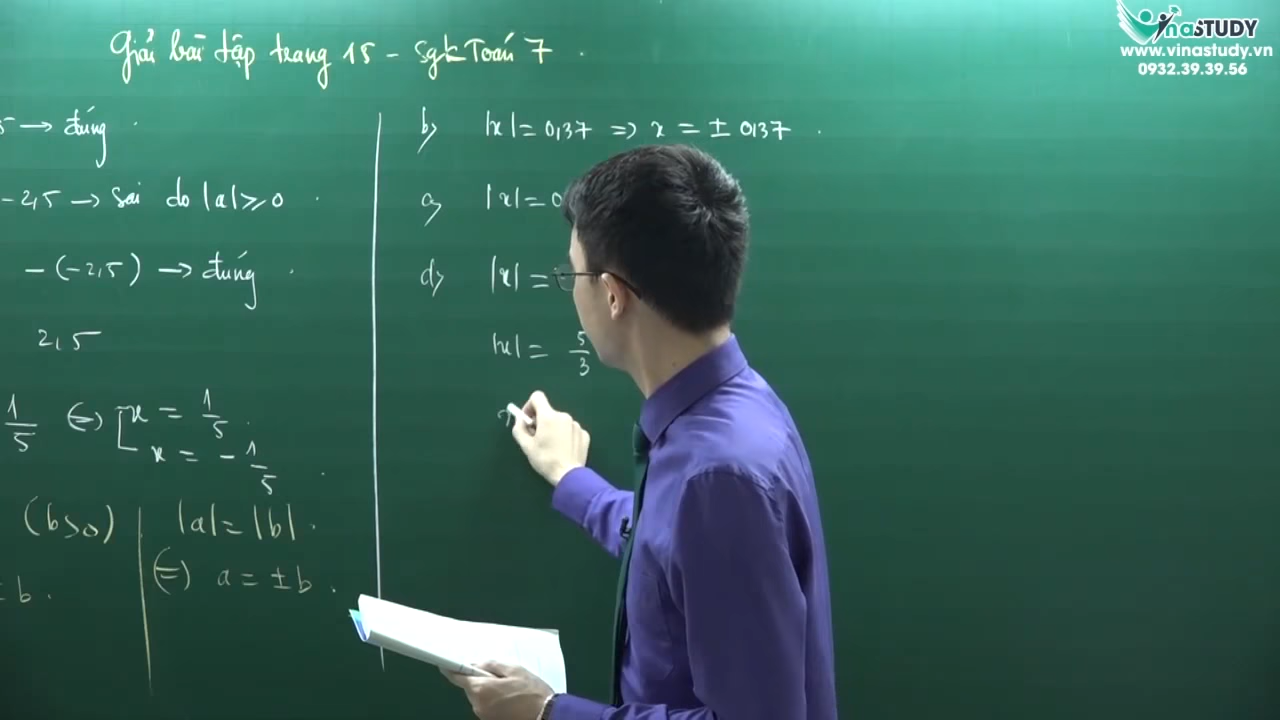 Giải bài tập trang 15 - sgk Toán 7.
5 → đúng.
-2,5 → sai do |a| ≥ 0.
-(-2,5) → đúng.
2,5
1/5 ⇔ [x = 1/5.
x = -1/5.
(b>0)
± b.
|a| = |b|.
⇔ a = ± b.
b) |x| = 0,37 ⇒ x = ± 0,37.
c) |x| = 0
d) |x| =
|x| = 5/3
x
VinaSTUDY
www.vinastudy.vn
0932.39.39.56